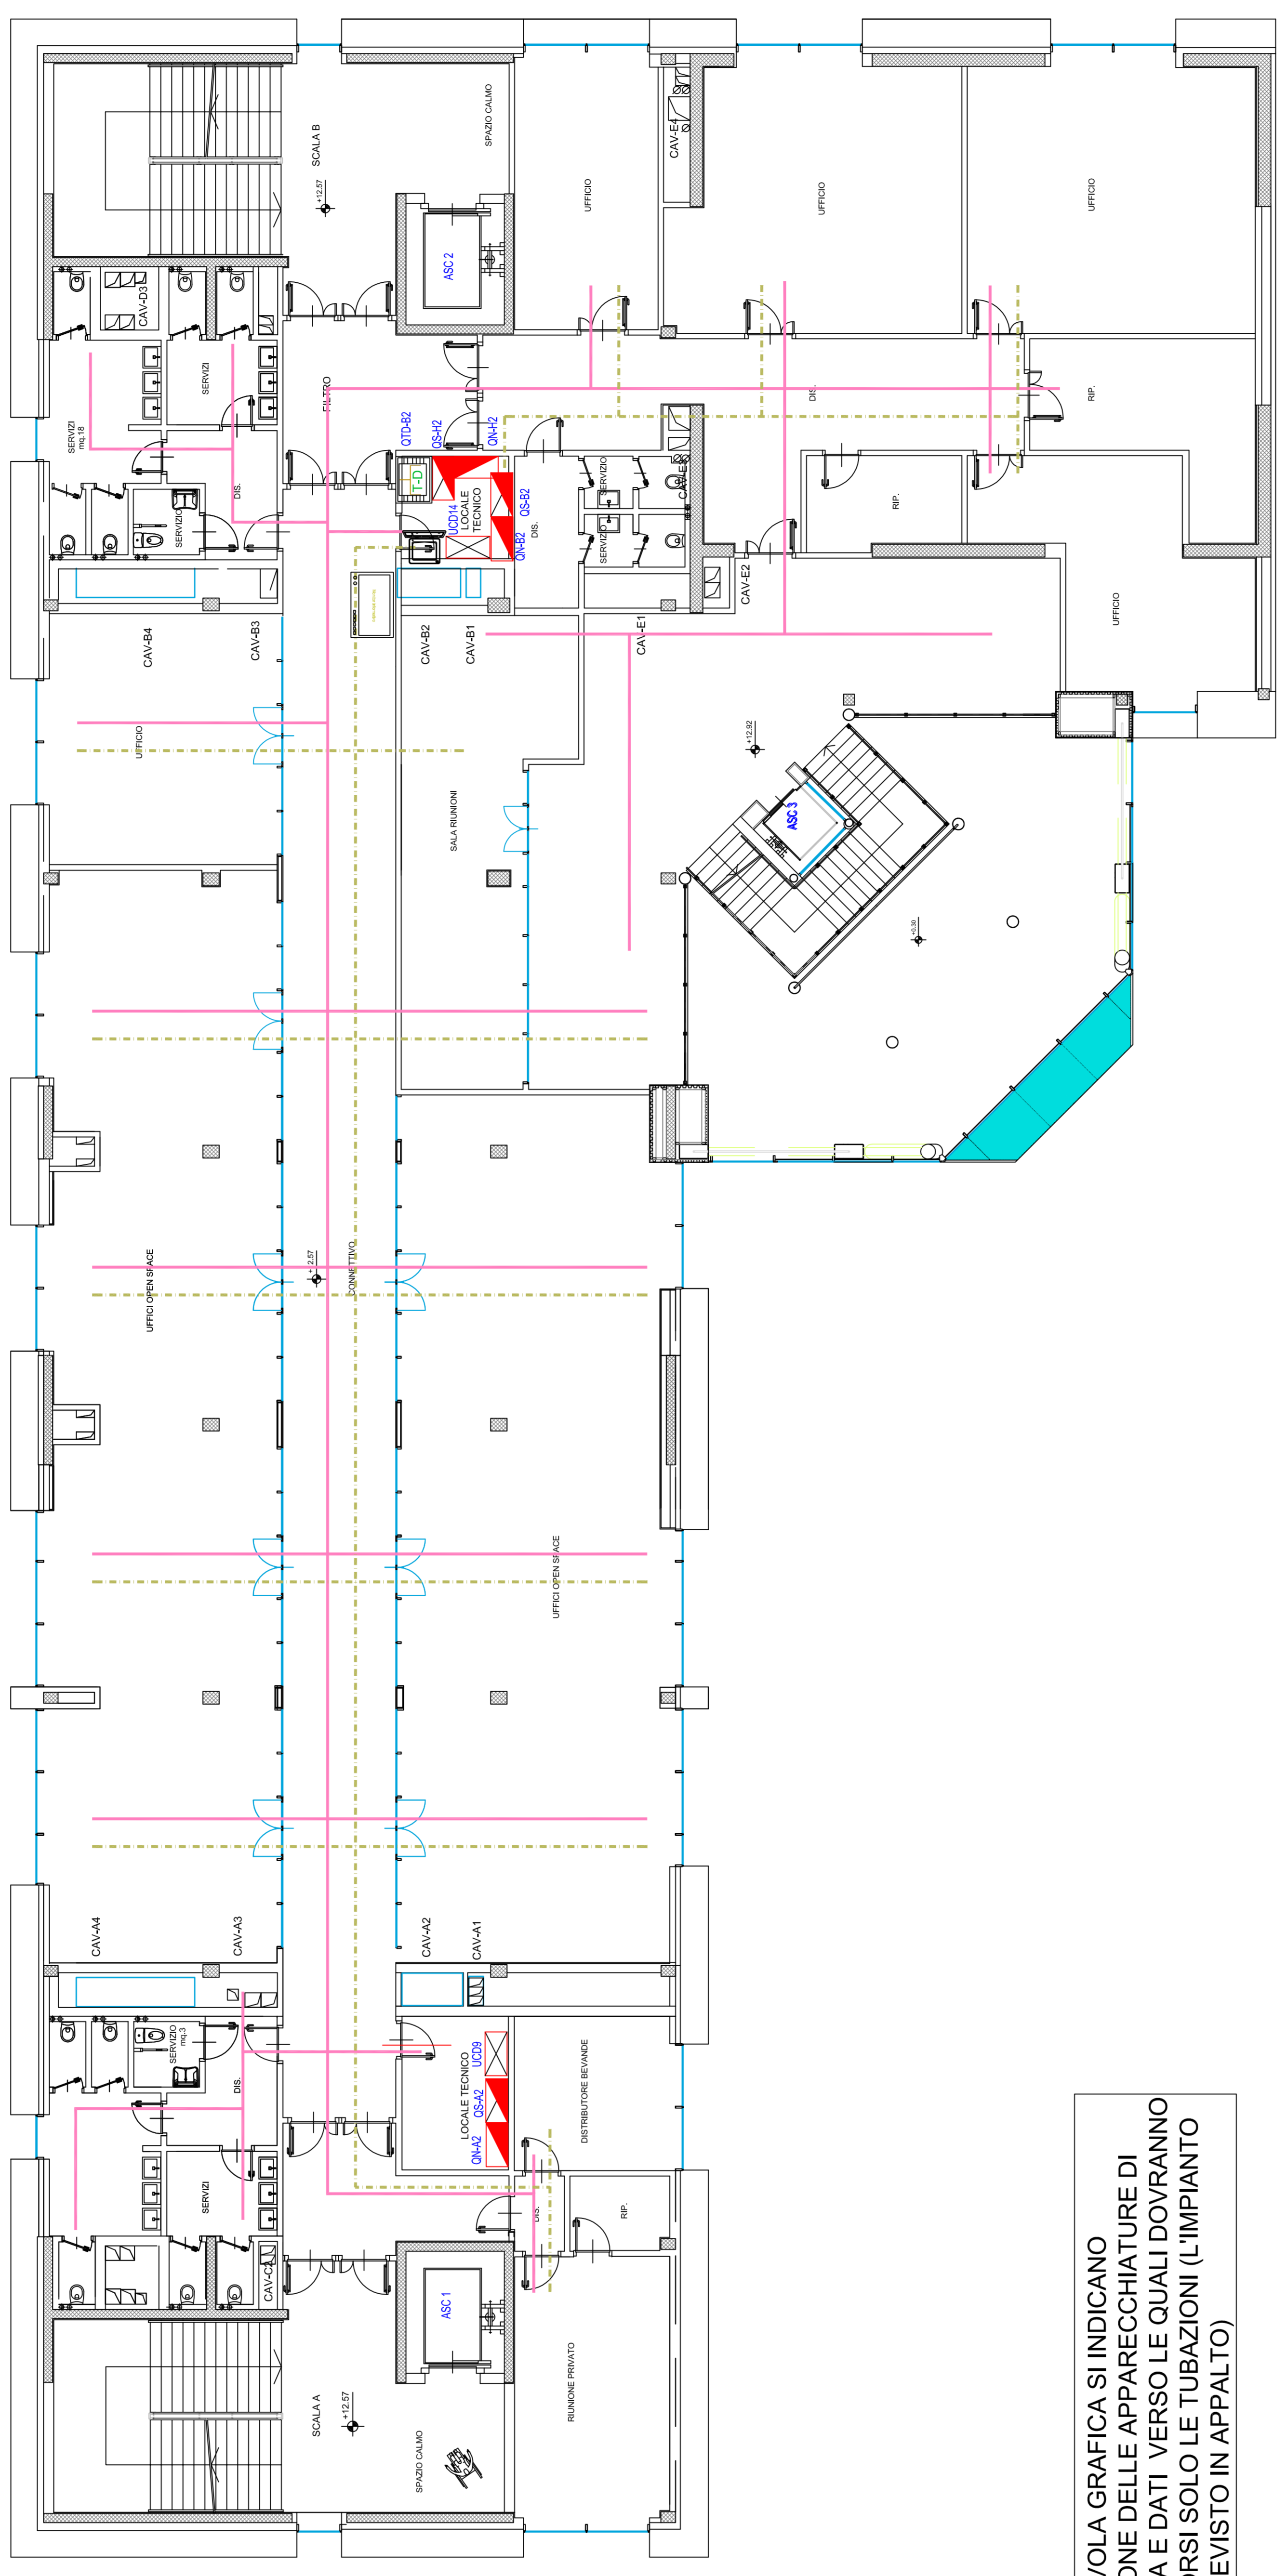 SCALA B
+12.57
SPAZIO CALMO
UFFICIO
CAV-E4
UFFICIO
UFFICIO
ASC 2
CAV-D3
SERVIZI
SERVIZI
mq.18
FILTRO
DIS.
RIP.
QTD-B2
QS-H2
QN-H2
T-D
UCD14
LOCALE
TECNICO
QS-B2
QN-B2
DIS.
SERVIZIO
SERVIZIO
RIP.
DIS.
SERVIZIO
CAV-E2
UFFICIO
CAV-B4
CAV-B3
CAV-B2
CAV-B1
CAV-E1
UFFICIO
+12.92
SALA RIUNIONI
ASC 3
+0.30
UFFICI OPEN SPACE
CONNETTIVO
UFFICI OPEN SPACE
CAV-A4
CAV-A3
CAV-A2
CAV-A1
SERVIZIO
mq.3
DIS.
LOCALE TECNICO
UCD9
QS-A2
QN-A2
DISTRIBUTORE BEVANDE
SERVIZI
DIS.
RIP.
CAV-C2
ASC 1
RIUNIONE PRIVATO
SCALA A
+12.57
SPAZIO CALMO
VOLA GRAFICA SI INDICANO
ONE DELLE APPARECCHIATURE DI
A E DATI VERSO LE QUALI DOVRANNO
ORSI SOLO LE TUBAZIONI (L'IMPIANTO
EVISTO IN APPALTO)